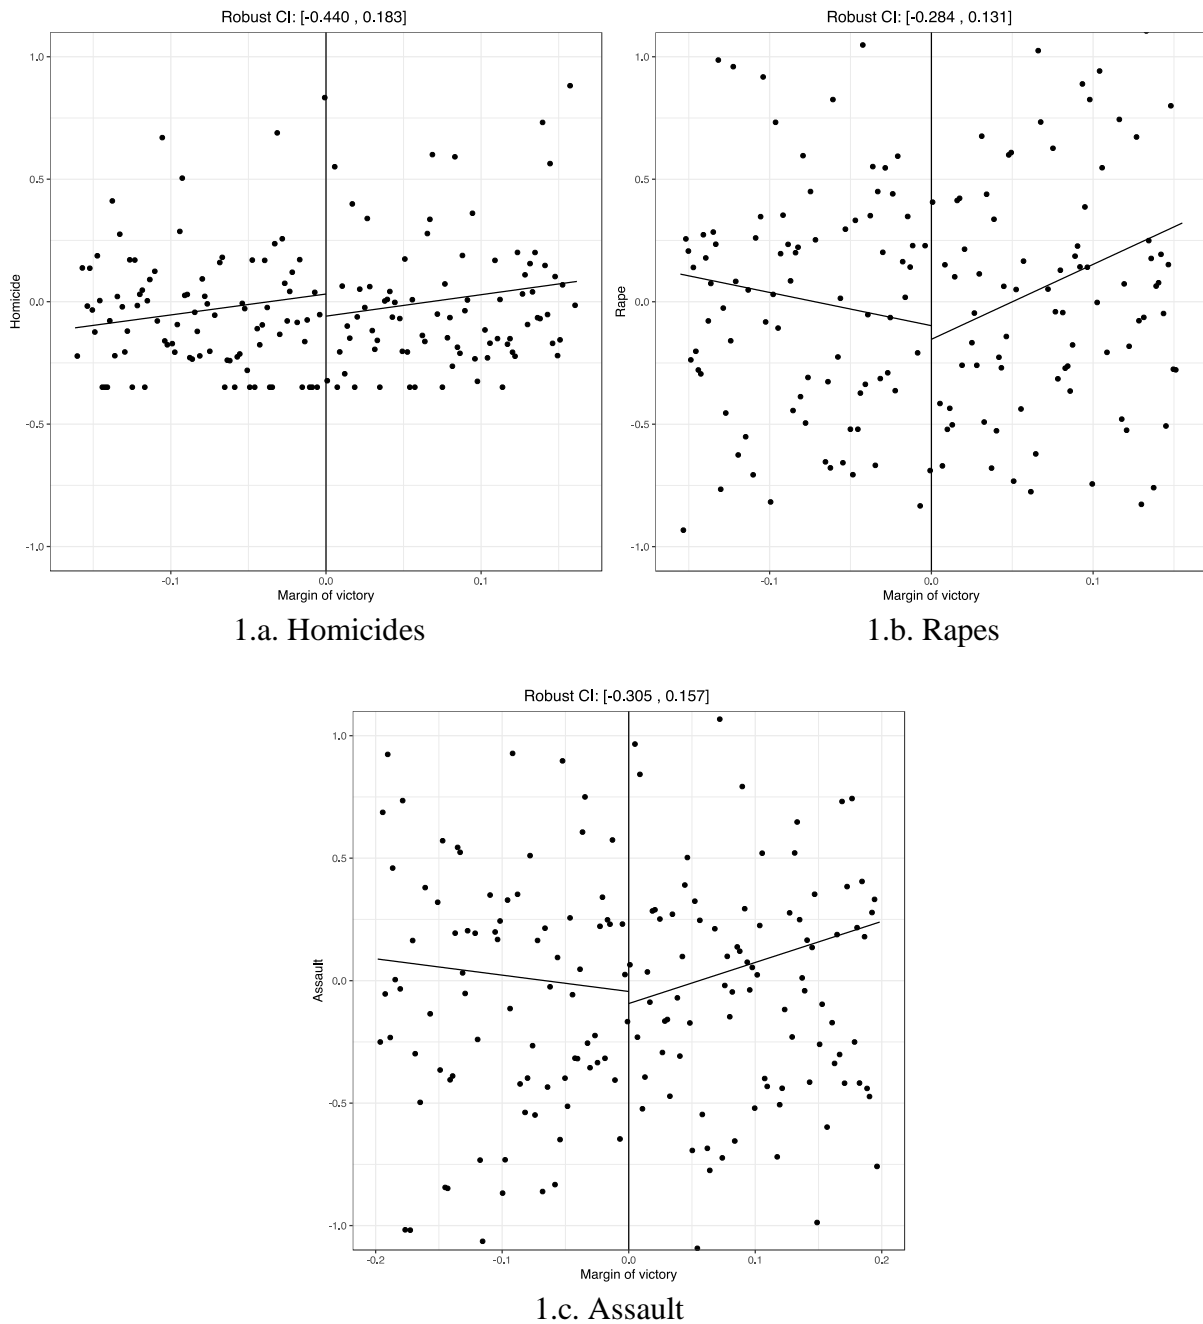 Robust CI: [-0.440 , 0.183]
1.0
0.5
0.0
-0.5
-1.0
Homicide
-0.1
0.0
0.1
Margin of victory
1.a. Homicides
Robust CI: [-0.284 , 0.131]
1.0
0.5
0.0
-0.5
-1.0
Rape
-0.1
0.0
0.1
Margin of victory
1.b. Rapes
Robust CI: [-0.305 , 0.157]
1.0
0.5
0.0
-0.5
-1.0
Assault
-0.2
-0.1
0.0
0.1
0.2
Margin of victory
1.c. Assault